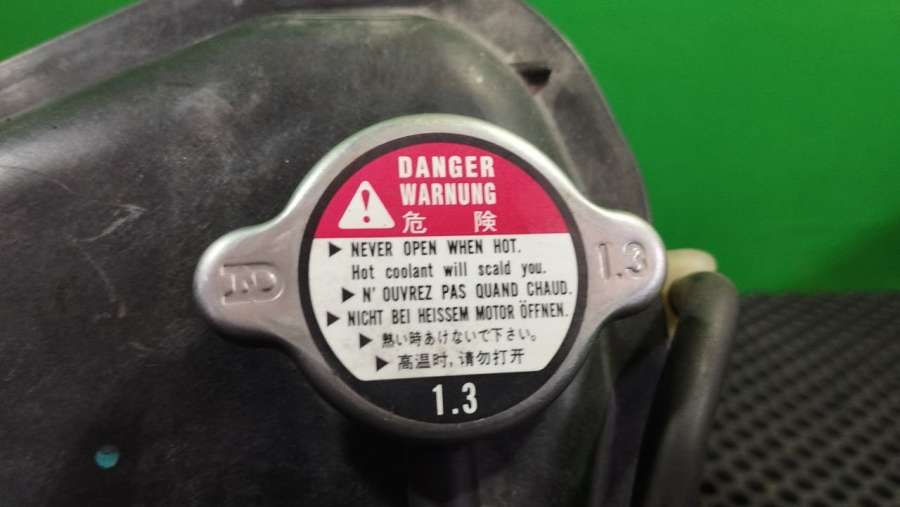 DANGER
WARNUNG
危 険
▶ NEVER OPEN WHEN HOT.
Hot coolant will scald you.
▶ N' OUVREZ PAS QUAND CHAUD.
▶ NICHT BEI HEISSEM MOTOR ÖFFNEN.
▶熱い時あけないで下さい。
▶ 高温时,请勿打开
1.3
1.3